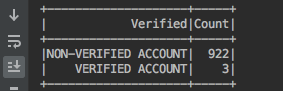 +--------------------+-----+
|            Verified|Count|
+--------------------+-----+
|NON-VERIFIED ACCOUNT|  922|
|    VERIFIED ACCOUNT|    3|
+--------------------+-----+